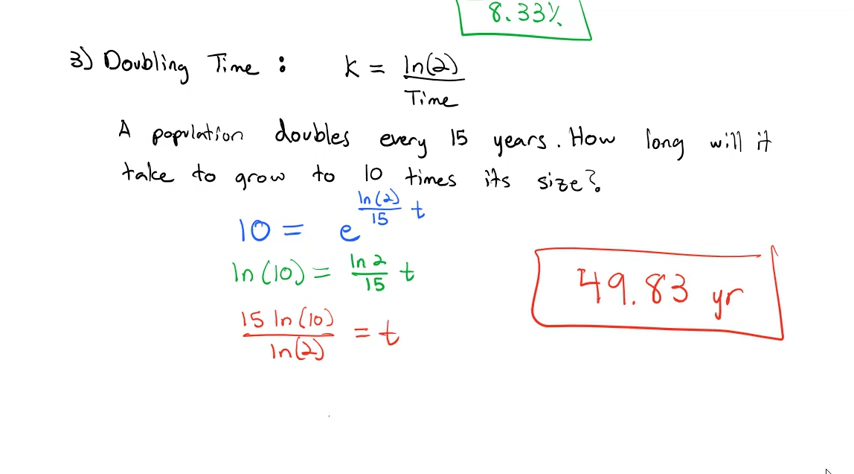 8.33%
3) Doubling Time : k = ln(2)/Time
A population doubles every 15 years. How long will it
take to grow to 10 times its size?
10 = e^(ln(2)/15 t)
ln(10) = ln 2/15 t
15 ln(10)/ln(2) = t
49.83 yr